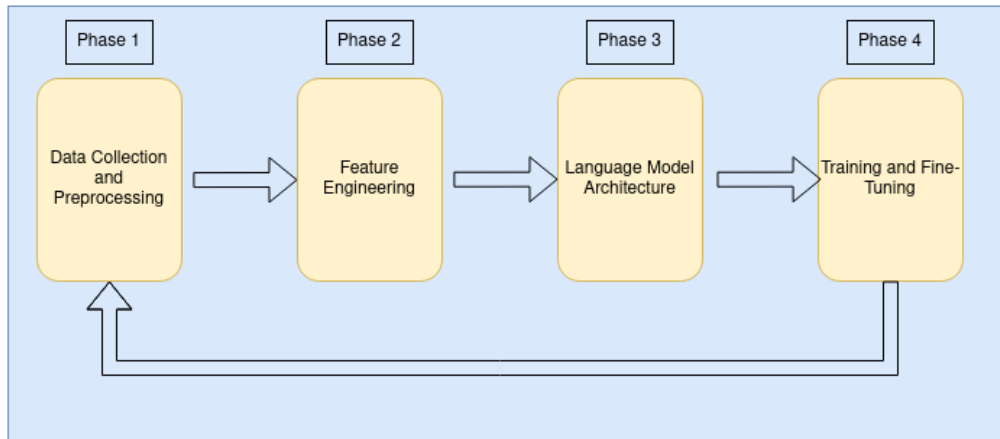 Phase 1
Phase 2
Phase 3
Phase 4
Data Collection
and
Preprocessing
Feature
Engineering
Language Model
Architecture
Training and Fine-
Tuning